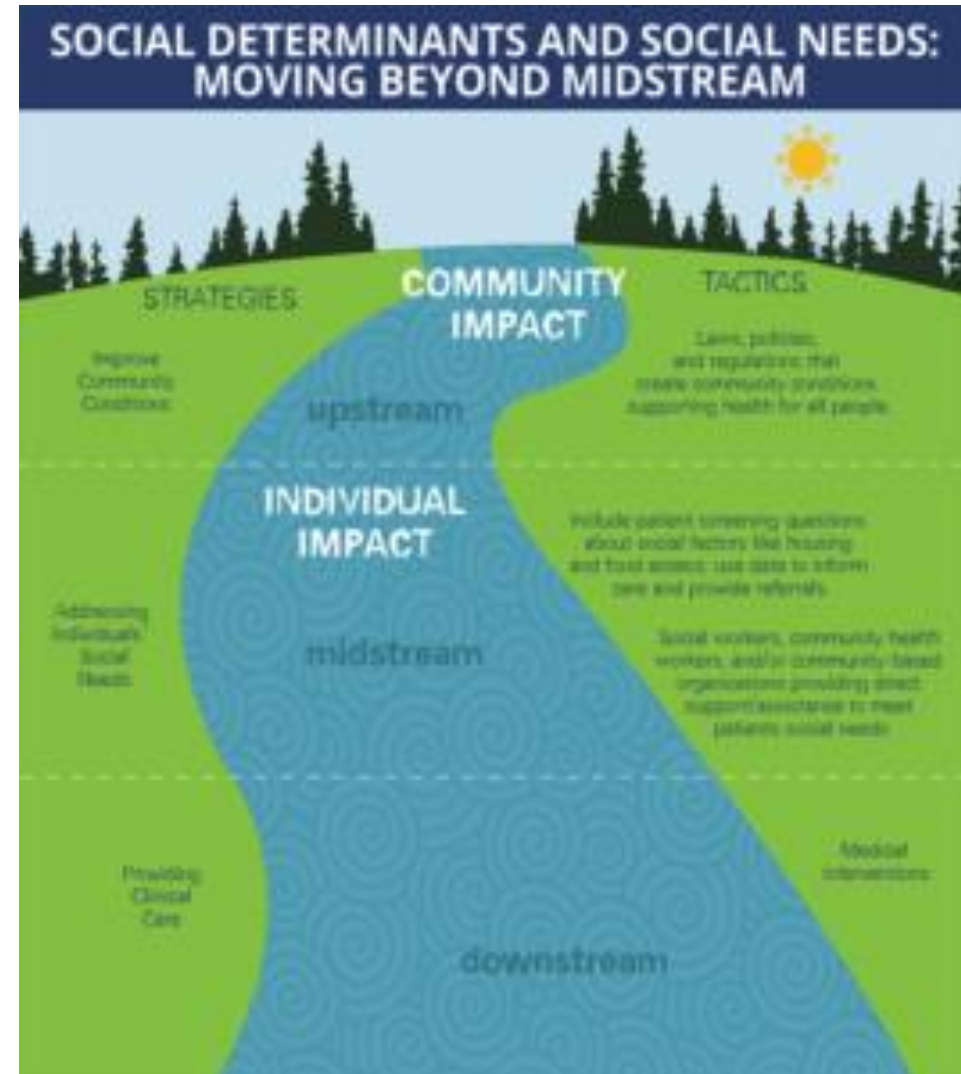 SOCIAL DETERMINANTS AND SOCIAL NEEDS:
MOVING BEYOND MIDSTREAM
STRATEGIES
COMMUNITY
IMPACT
TACTICS
Improve
Community
Conditions
upstream
Laws, policies,
and regulations that
create community conditions
supporting health for all people.
INDIVIDUAL
IMPACT
Include patient screening questions
about social factors like housing
and food access; use data to inform
care and provide referrals.
Addressing
Individuals'
Social
Needs
midstream
Social workers, community health
workers, and/or community-based
organizations providing direct
support/assistance to meet
patients' social needs
Providing
Clinical
Care
Medical
Interventions
downstream